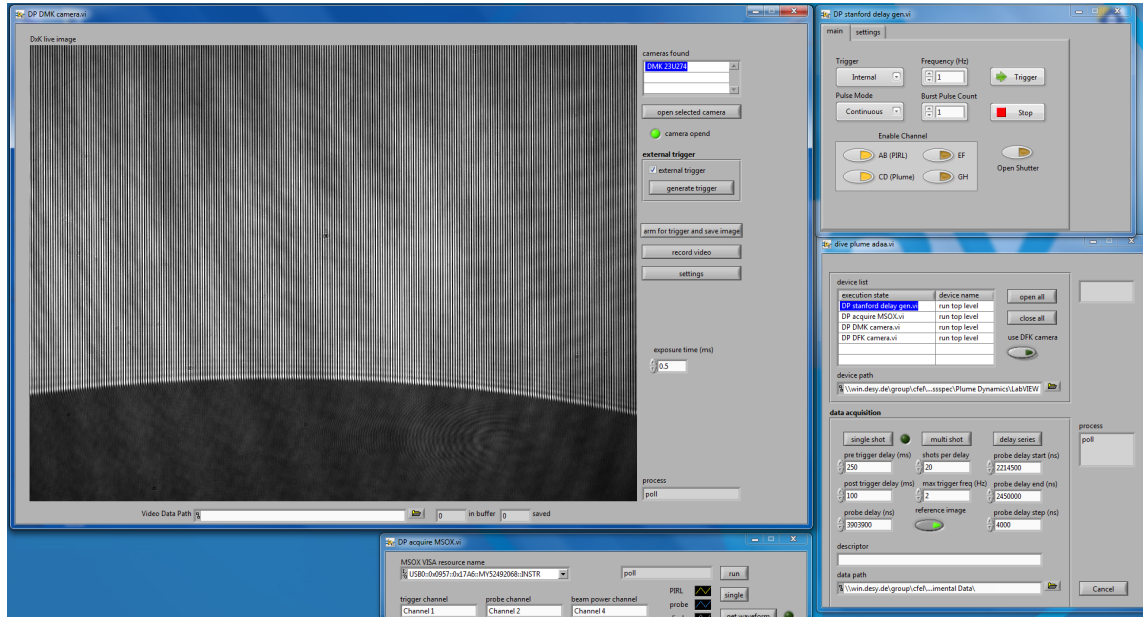 DP DMK camera.vi
DxK live image
cameras found
DMK 23U274
open selected camera
camera opend
external trigger
external trigger
generate trigger
arm for trigger and save image
record video
settings
exposure time (ms)
0.5
process
poll
Video Data Path
0 in buffer 0 saved
DP stanford delay gen.vi
main settings
Trigger Frequency (Hz)
Internal 1 Trigger
Pulse Mode Burst Pulse Count
Continuous 1 Stop
Enable Channel
AB (PIRL) EF
CD (Plume) GH
Open Shutter
dive plume adaa.vi
device list
execution state device name
DP stanford delay gen.vi run top level
DP acquire MSOX.vi run top level
DP DMK camera.vi run top level
DP DFK camera.vi run top level
open all
close all
use DFK camera
device path
\\win.desy.de\group\cfel\...ssspec\Plume Dynamics\LabVIEW
data acquisition
single shot multi shot delay series
pre trigger delay (ms) shots per delay probe delay start (ns)
250 20 2214500
post trigger delay (ms) max trigger freq (Hz) probe delay end (ns)
100 2 2450000
probe delay (ns) reference image probe delay step (ns)
3903900 4000
descriptor
data path
\\win.desy.de\group\cfel\...imental Data\
process
poll
Cancel
DP acquire MSOX.vi
MSOX VISA resource name
USB0::0x0957::0x17A6::MY52492068::INSTR
poll
run
trigger channel probe channel beam power channel
Channel 1 Channel 2 Channel 4
PIRL
probe
single
get waveform